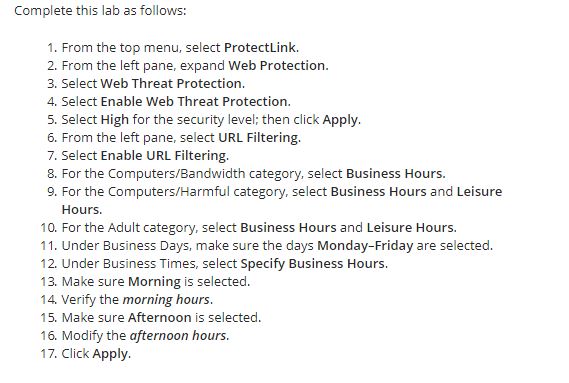 Complete this lab as follows:
1. From the top menu, select ProtectLink.
2. From the left pane, expand Web Protection.
3. Select Web Threat Protection.
4. Select Enable Web Threat Protection.
5. Select High for the security level; then click Apply.
6. From the left pane, select URL Filtering.
7. Select Enable URL Filtering.
8. For the Computers/Bandwidth category, select Business Hours.
9. For the Computers/Harmful category, select Business Hours and Leisure
Hours.
10. For the Adult category, select Business Hours and Leisure Hours.
11. Under Business Days, make sure the days Monday–Friday are selected.
12. Under Business Times, select Specify Business Hours.
13. Make sure Morning is selected.
14. Verify the morning hours.
15. Make sure Afternoon is selected.
16. Modify the afternoon hours.
17. Click Apply.